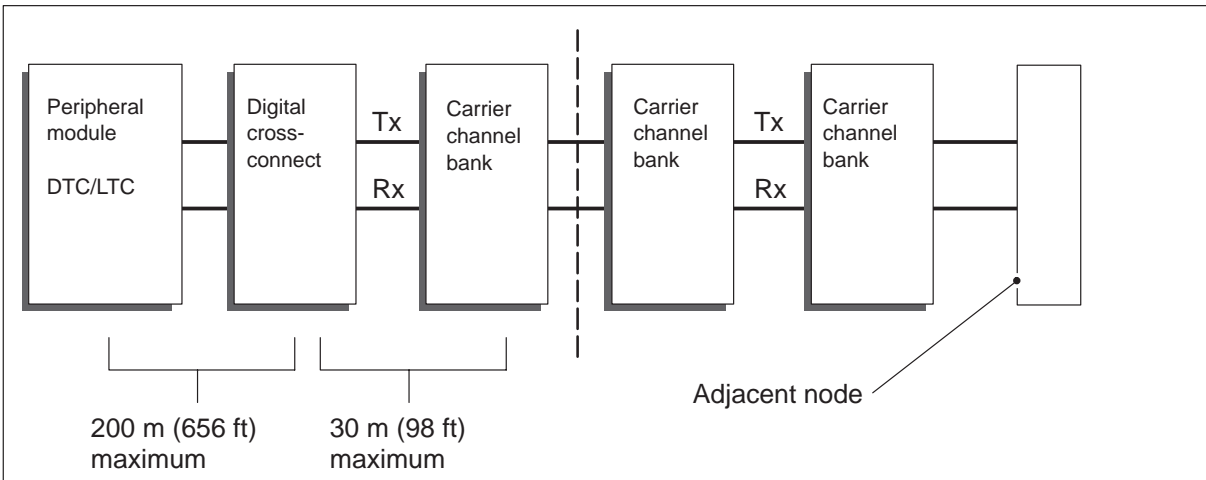 Peripheral
module
DTC/LTC
Digital
cross-
connect
Tx
Rx
Carrier
channel
bank
Carrier
channel
bank
Tx
Rx
Carrier
channel
bank
Adjacent node
200 m (656 ft)
maximum
30 m (98 ft)
maximum